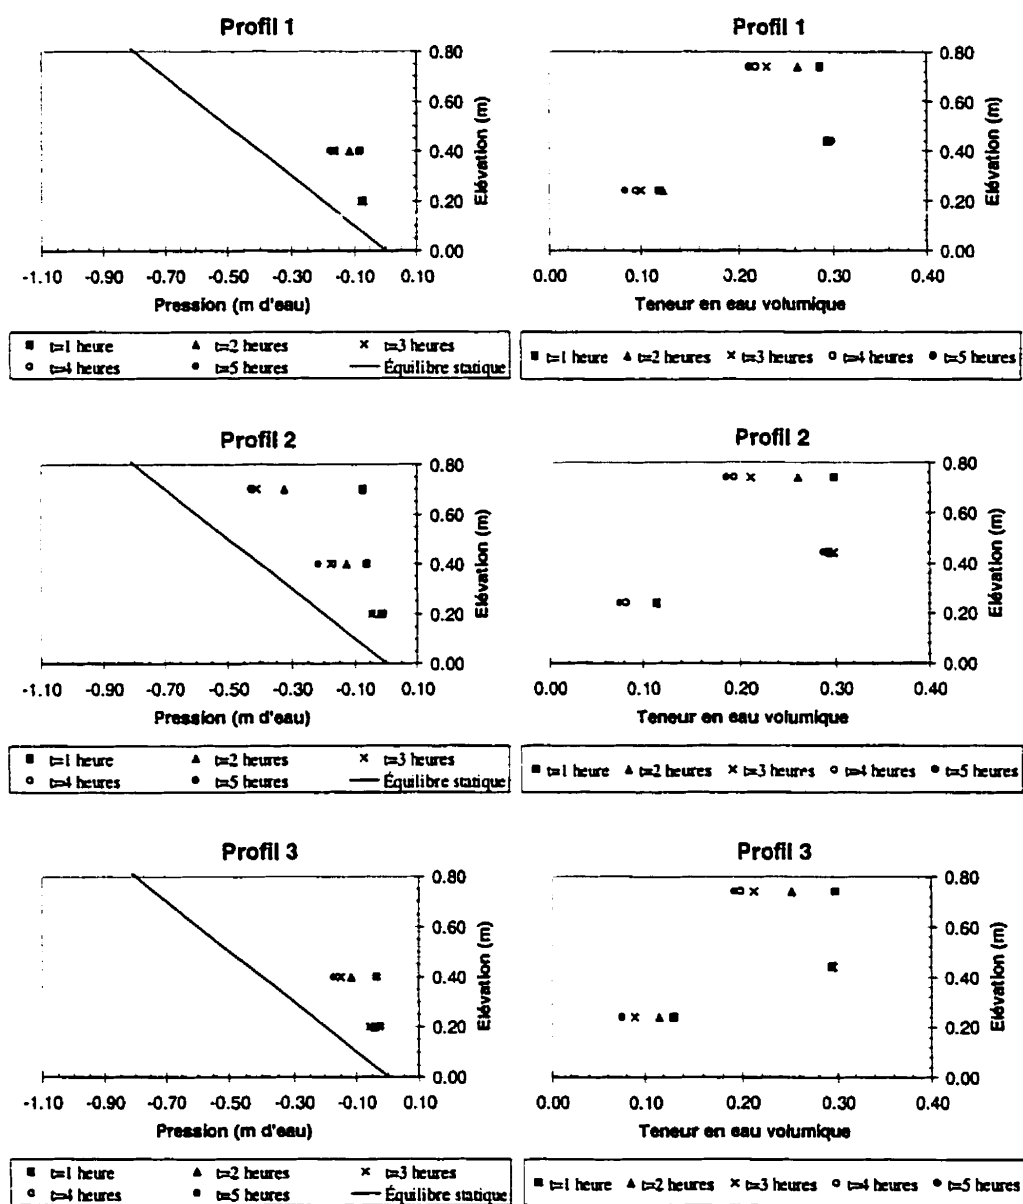 Profil 1
0.80
0.60
0.40
0.20
0.00
Elévation (m)
-1.10 -0.90 -0.70 -0.50 -0.30 -0.10 0.10
Pression (m d'eau)
t=1 heure t=2 heures t=3 heures
t=4 heures t=5 heures Équilibre statique
Profil 1
0.80
0.60
0.40
0.20
0.00
Elévation (m)
0.00 0.10 0.20 0.30 0.40
Teneur en eau volumique
t=1 heure t=2 heures t=3 heures t=4 heures t=5 heures
Profil 2
0.80
0.60
0.40
0.20
0.00
Elévation (m)
-1.10 -0.90 -0.70 -0.50 -0.30 -0.10 0.10
Pression (m d'eau)
t=1 heure t=2 heures t=3 heures
t=4 heures t=5 heures Équilibre statique
Profil 2
0.80
0.60
0.40
0.20
0.00
Elévation (m)
0.00 0.10 0.20 0.30 0.40
Teneur en eau volumique
t=1 heure t=2 heures t=3 heures t=4 heures t=5 heures
Profil 3
0.80
0.60
0.40
0.20
0.00
Elévation (m)
-1.10 -0.90 -0.70 -0.50 -0.30 -0.10 0.10
Pression (m d'eau)
t=1 heure t=2 heures t=3 heures
t=4 heures t=5 heures Équilibre statique
Profil 3
0.80
0.60
0.40
0.20
0.00
Elévation (m)
0.00 0.10 0.20 0.30 0.40
Teneur en eau volumique
t=1 heure t=2 heures t=3 heures t=4 heures t=5 heures